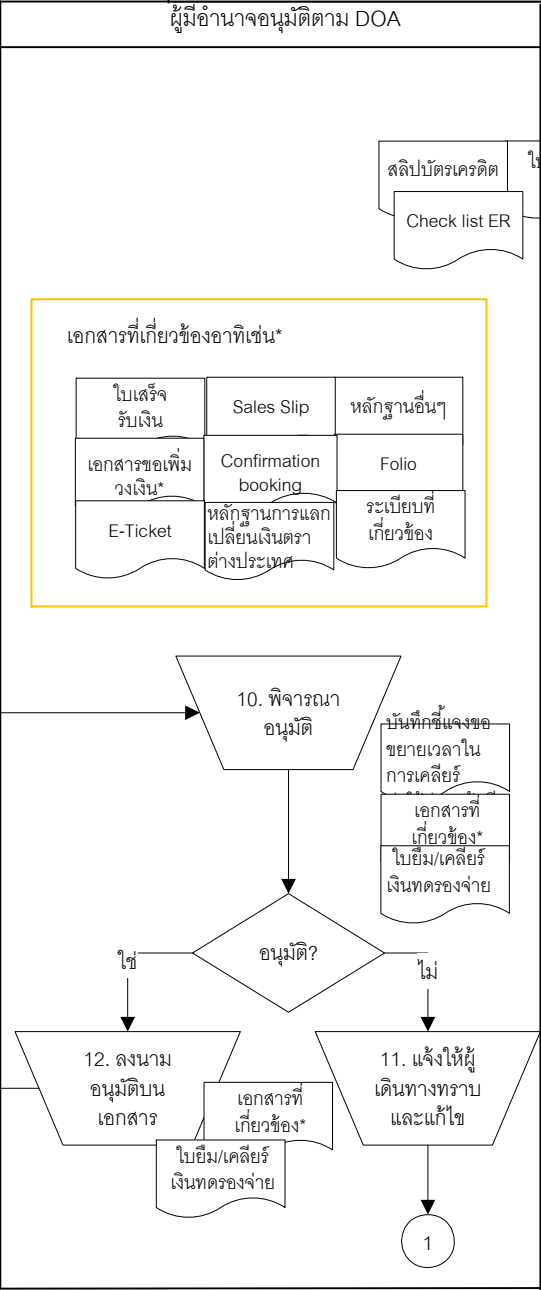 ผู้มีอำนาจอนุมัติตาม DOA
สลิปบัตรเครดิต
Check list ER
เอกสารที่เกี่ยวข้องอาทิเช่น*
ใบเสร็จ
รับเงิน
Sales Slip
หลักฐานอื่นๆ
เอกสารขอเพิ่ม
วงเงิน*
Confirmation
booking
Folio
E-Ticket
หลักฐานการแลก
เปลี่ยนเงินตรา
ต่างประเทศ
ระเบียบที่
เกี่ยวข้อง
10. พิจารณา
อนุมัติ
บันทึกชี้แจงขอ
ขยายเวลาใน
การเคลียร์
เอกสารที่
เกี่ยวข้อง*
ใบยืม/เคลียร์
เงินทดรองจ่าย
อนุมัติ?
ใช่
ไม่
12. ลงนาม
อนุมัติบน
เอกสาร
เอกสารที่
เกี่ยวข้อง*
ใบยืม/เคลียร์
เงินทดรองจ่าย
11. แจ้งให้ผู้
เดินทางทราบ
และแก้ไข
1